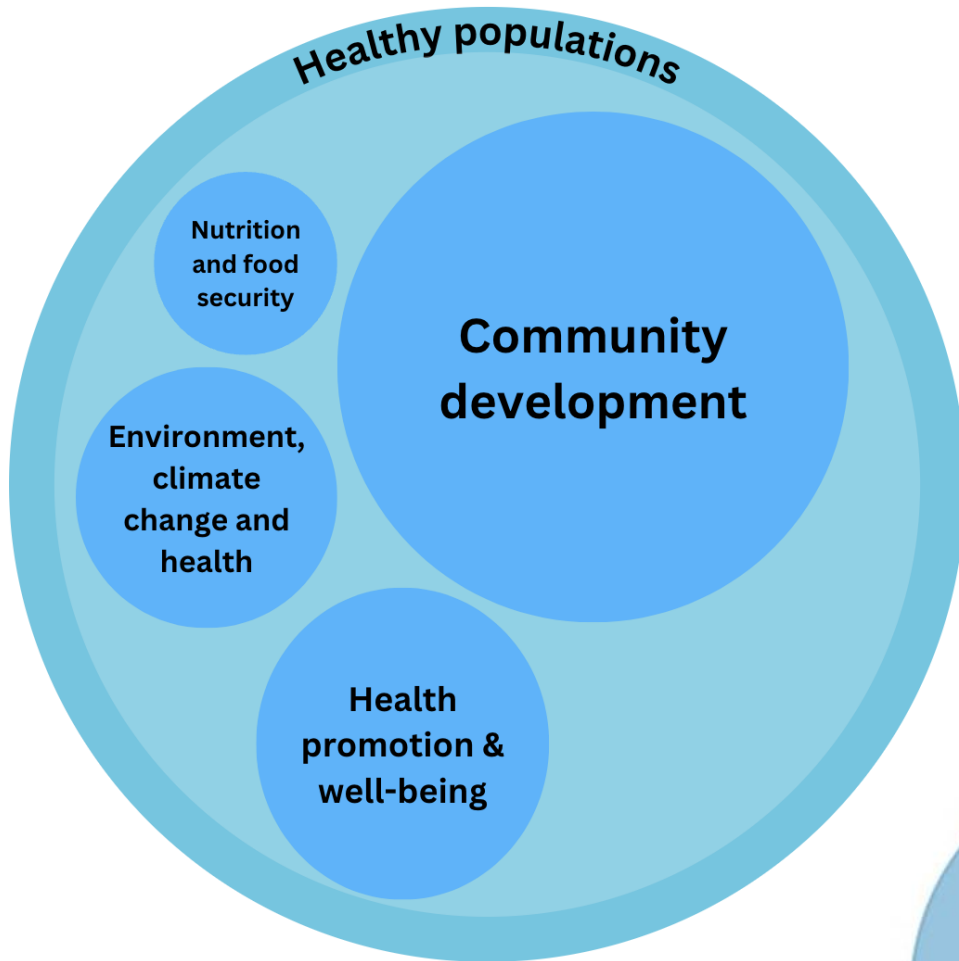 Healthy populations
Nutrition
and food
security
Community
development
Environment,
climate
change and
health
Health
promotion &
well-being